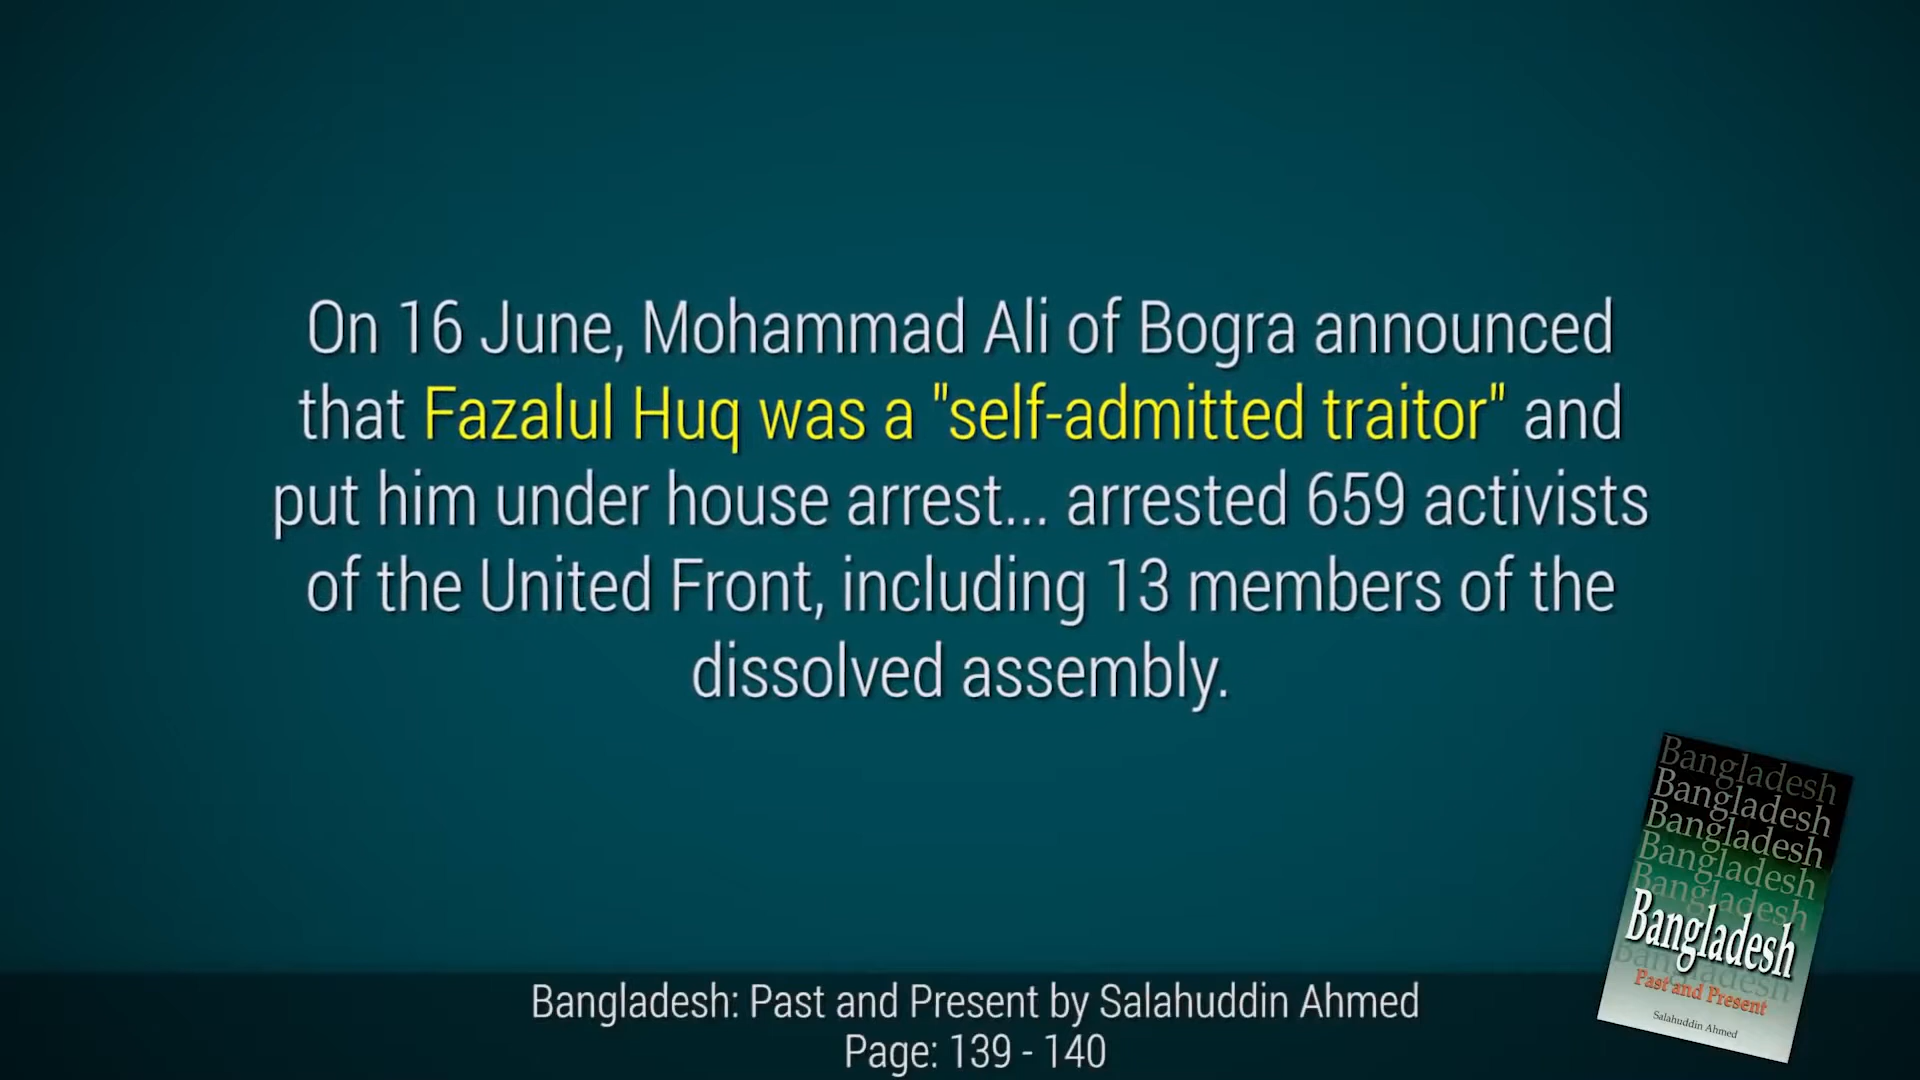 On 16 June, Mohammad Ali of Bogra announced
that Fazalul Huq was a "self-admitted traitor" and
put him under house arrest... arrested 659 activists
of the United Front, including 13 members of the
dissolved assembly.
Bangladesh
Bangladesh
Bangladesh
Bangladesh
Bangladesh
Bangladesh
Bangladesh
Past and Present
Salahuddin Ahmed
Bangladesh: Past and Present by Salahuddin Ahmed
Page: 139 - 140